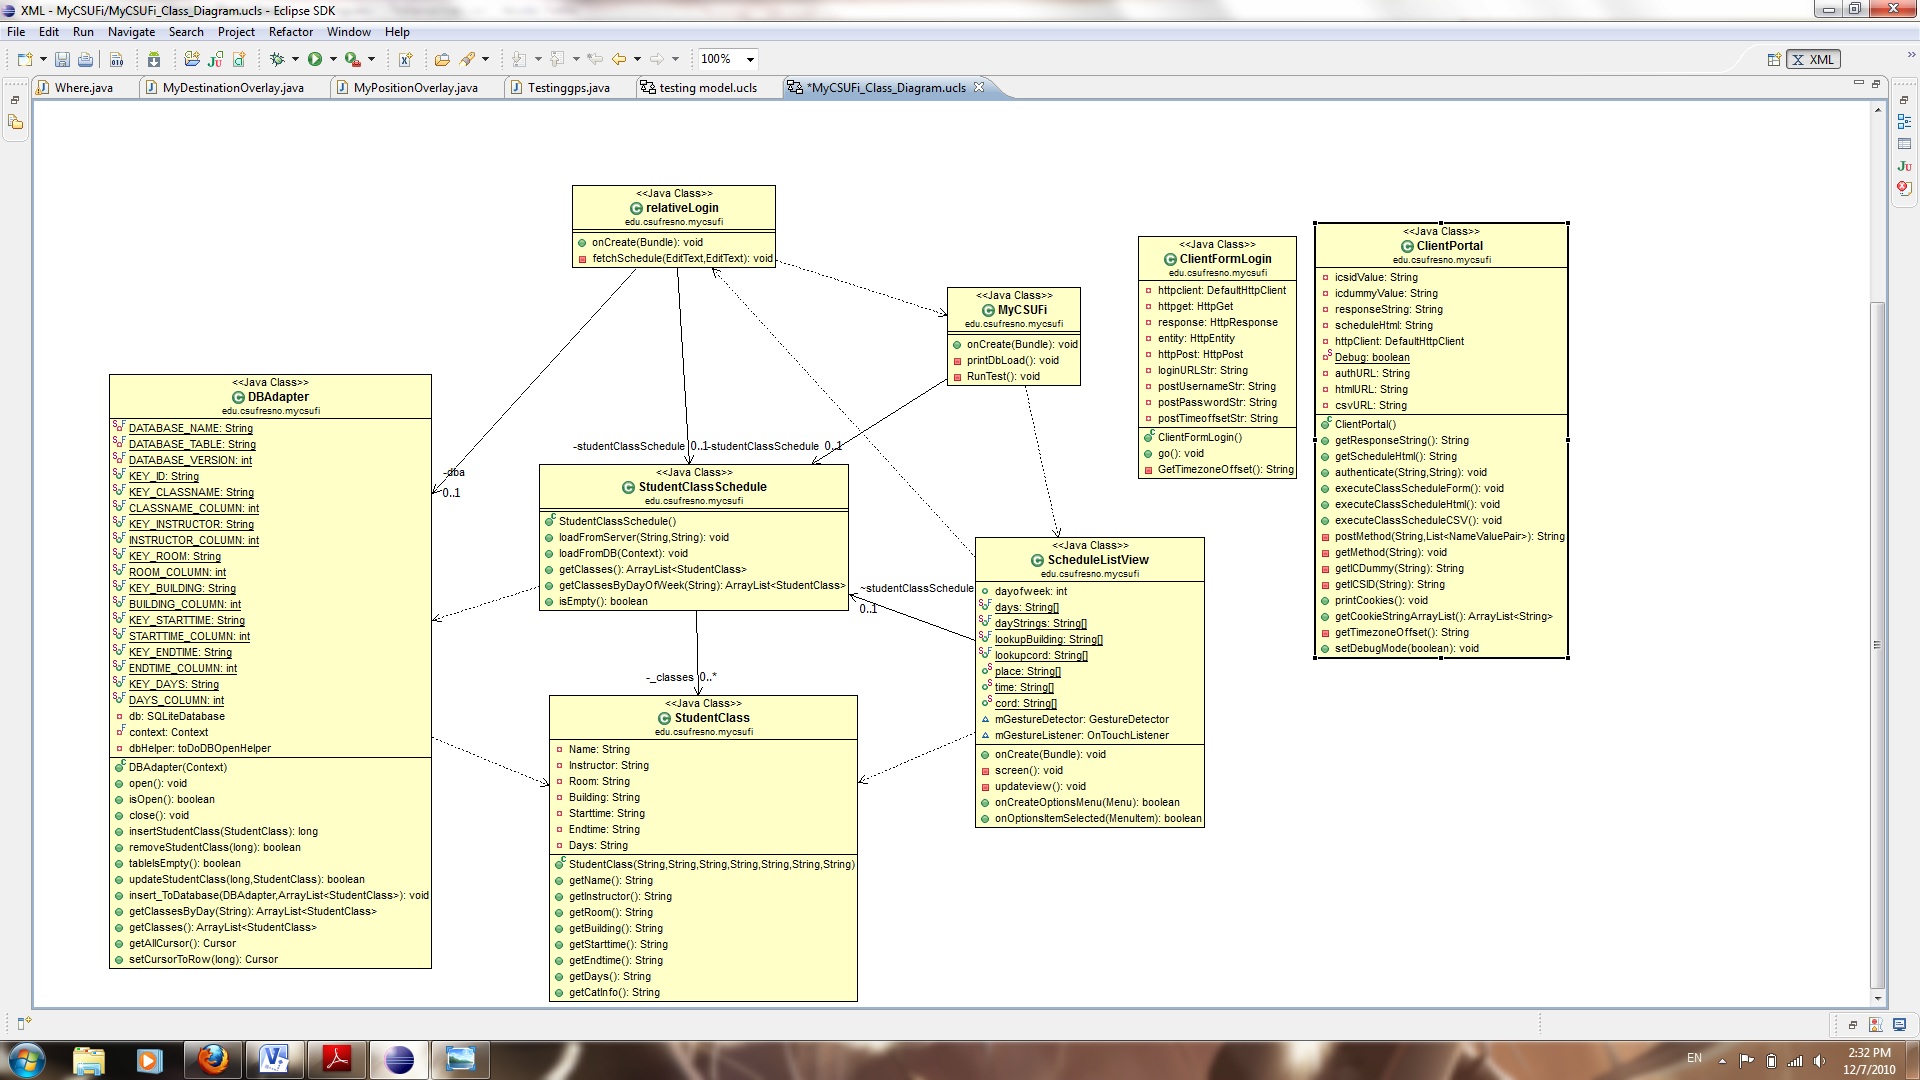 XML - MyCSUFi/MyCSUFi_Class_Diagram.ucls - Eclipse SDK
File Edit Run Navigate Search Project Refactor Window Help
100% XML
Where.java MyDestinationOverlay.java MyPositionOverlay.java Testinggps.java testing model.ucls *MyCSUFi_Class_Diagram.ucls
<<Java Class>>
relativeLogin
edu.csufresno.mycsufi
onCreate(Bundle): void
fetchSchedule(EditText,EditText): void
<<Java Class>>
MyCSUFi
edu.csufresno.mycsufi
onCreate(Bundle): void
printDbLoad(): void
RunTest(): void
<<Java Class>>
ClientFormLogin
edu.csufresno.mycsufi
httpclient: DefaultHttpClient
httpget: HttpGet
response: HttpResponse
entity: HttpEntity
httpPost: HttpPost
loginURLStr: String
postUsernameStr: String
postPasswordStr: String
postTimeoffsetStr: String
ClientFormLogin()
go(): void
GetTimezoneOffset(): String
<<Java Class>>
ClientPortal
edu.csufresno.mycsufi
icsidValue: String
icdummyValue: String
responseString: String
scheduleHtml: String
httpClient: DefaultHttpClient
Debug: boolean
authURL: String
htmlURL: String
csvURL: String
ClientPortal()
getResponseString(): String
getScheduleHtml(): String
authenticate(String,String): void
executeClassScheduleForm(): void
executeClassScheduleHtml(): void
executeClassScheduleCSV(): void
postMethod(String,List<NameValuePair>): String
getMethod(String): void
getICDummy(String): String
getICSID(String): String
printCookies(): void
getCookieStringArrayList(): ArrayList<String>
getTimezoneOffset(): String
setDebugMode(boolean): void
<<Java Class>>
DBAdapter
edu.csufresno.mycsufi
DATABASE_NAME: String
DATABASE_TABLE: String
DATABASE_VERSION: int
KEY_ID: String
KEY_CLASSNAME: String
CLASSNAME_COLUMN: int
KEY_INSTRUCTOR: String
INSTRUCTOR_COLUMN: int
KEY_ROOM: String
ROOM_COLUMN: int
KEY_BUILDING: String
BUILDING_COLUMN: int
KEY_STARTTIME: String
STARTTIME_COLUMN: int
KEY_ENDTIME: String
ENDTIME_COLUMN: int
KEY_DAYS: String
DAYS_COLUMN: int
db: SQLiteDatabase
context: Context
dbHelper: toDoDBOpenHelper
DBAdapter(Context)
open(): void
isOpen(): boolean
close(): void
insertStudentClass(StudentClass): long
removeStudentClass(long): boolean
tableIsEmpty(): boolean
updateStudentClass(long,StudentClass): boolean
insert_ToDatabase(DBAdapter,ArrayList<StudentClass>): void
getClassesByDay(String): ArrayList<StudentClass>
getClasses(): ArrayList<StudentClass>
getAllCursor(): Cursor
setCursorToRow(long): Cursor
-dba
0..1
-studentClassSchedule 0..1
-studentClassSchedule 0..1
<<Java Class>>
StudentClassSchedule
edu.csufresno.mycsufi
StudentClassSchedule()
loadFromServer(String,String): void
loadFromDB(Context): void
getClasses(): ArrayList<StudentClass>
getClassesByDayOfWeek(String): ArrayList<StudentClass>
isEmpty(): boolean
~studentClassSchedule
0..1
-_classes 0..*
<<Java Class>>
ScheduleListView
edu.csufresno.mycsufi
dayofweek: int
days: String[]
dayStrings: String[]
lookupBuilding: String[]
lookupcord: String[]
place: String[]
time: String[]
cord: String[]
mGestureDetector: GestureDetector
mGestureListener: OnTouchListener
onCreate(Bundle): void
screen(): void
updateview(): void
onCreateOptionsMenu(Menu): boolean
onOptionsItemSelected(MenuItem): boolean
<<Java Class>>
StudentClass
edu.csufresno.mycsufi
Name: String
Instructor: String
Room: String
Building: String
Starttime: String
Endtime: String
Days: String
StudentClass(String,String,String,String,String,String,String)
getName(): String
getInstructor(): String
getRoom(): String
getBuilding(): String
getStarttime(): String
getEndtime(): String
getDays(): String
getCatInfo(): String
EN
2:32 PM
12/7/2010